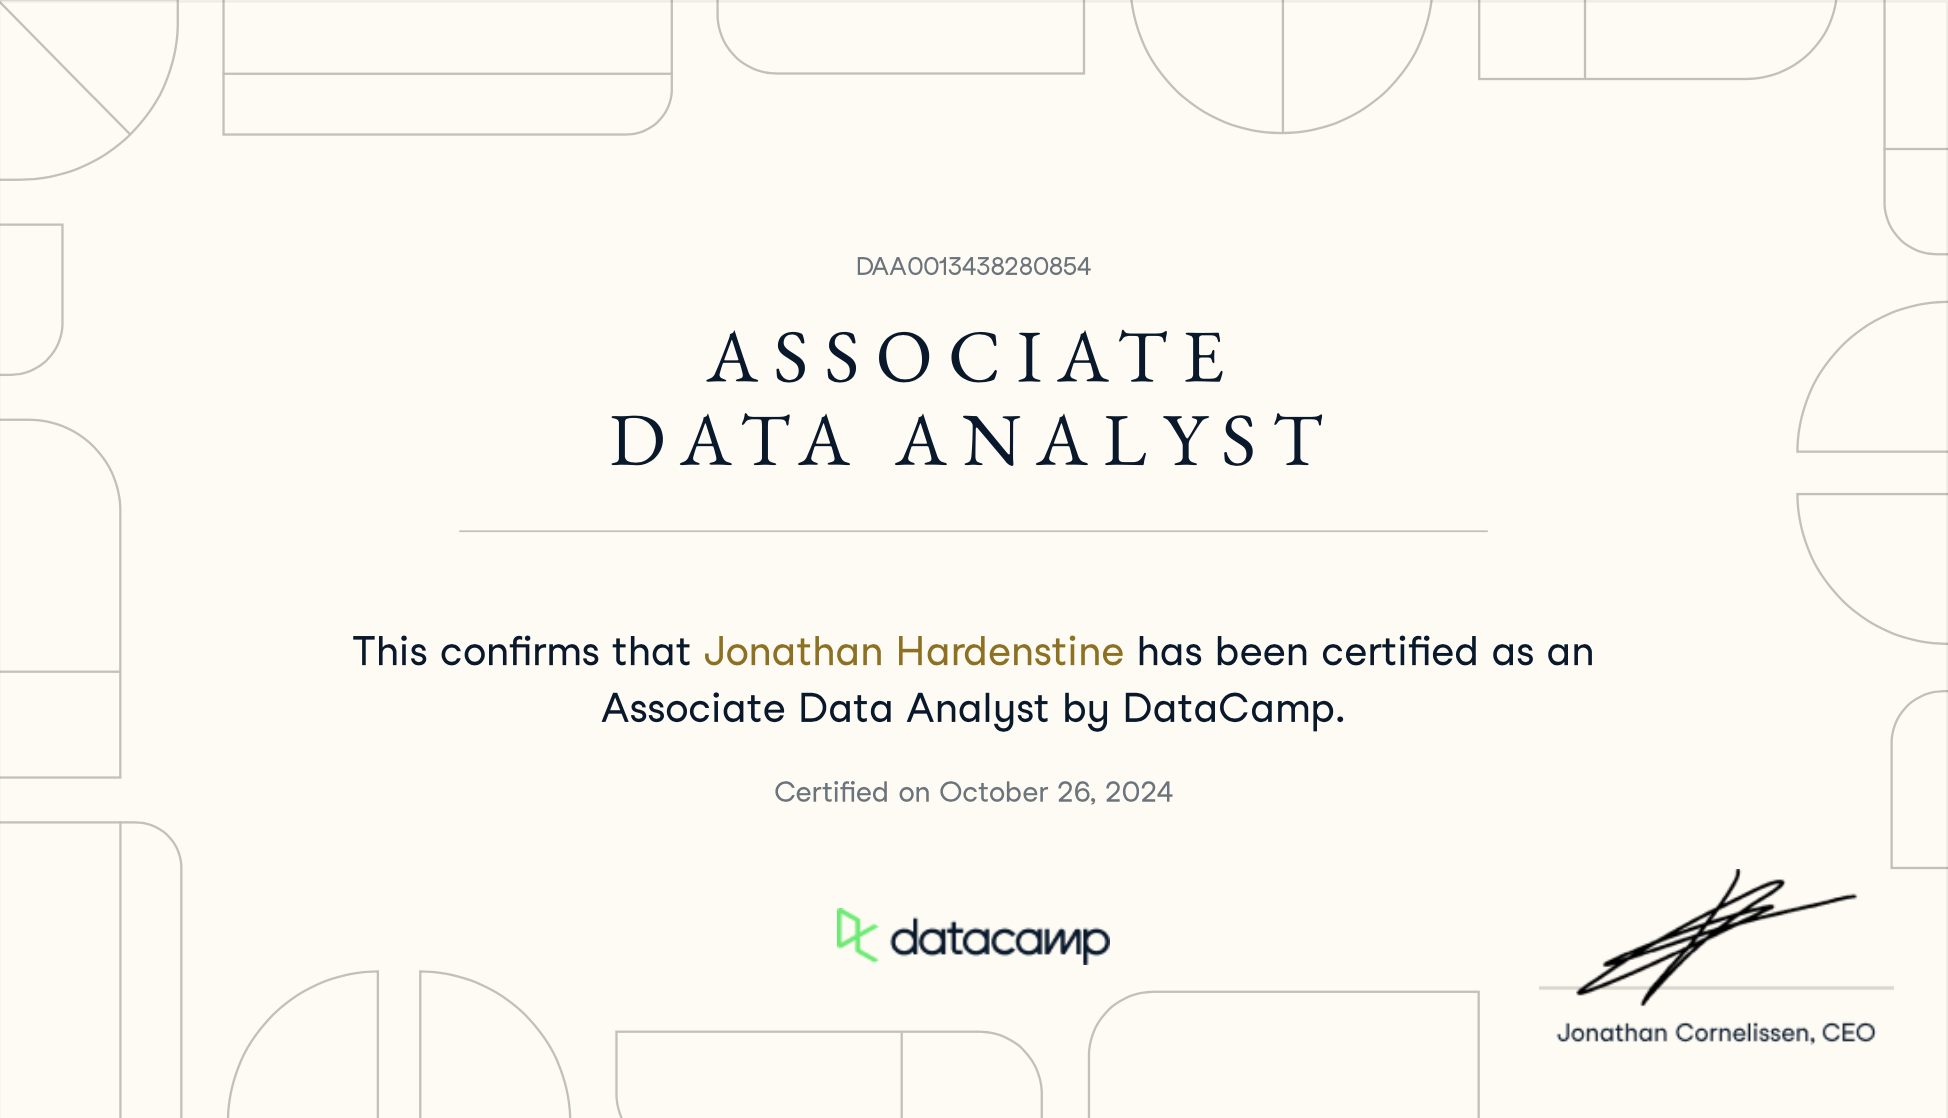 DAA0013438280854
ASSOCIATE
DATA ANALYST
This confirms that Jonathan Hardenstine has been certified as an
Associate Data Analyst by DataCamp.
Certified on October 26, 2024
datacamp
Jonathan Cornelissen, CEO